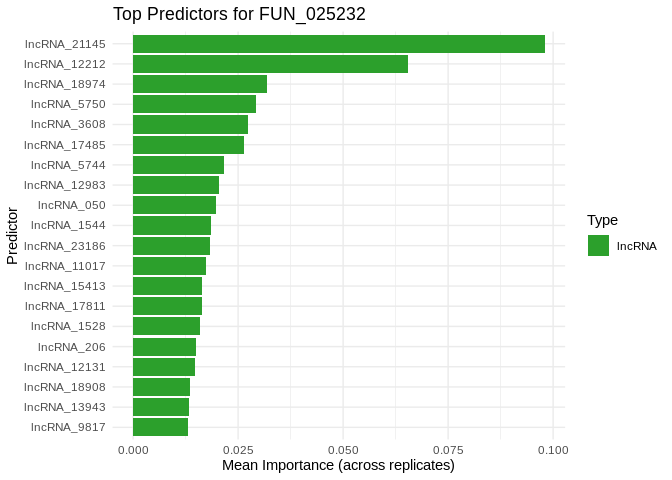 Top Predictors for FUN_025232
Predictor
lncRNA_21145
lncRNA_12212
lncRNA_18974
lncRNA_5750
lncRNA_3608
lncRNA_17485
lncRNA_5744
lncRNA_12983
lncRNA_050
lncRNA_1544
lncRNA_23186
lncRNA_11017
lncRNA_15413
lncRNA_17811
lncRNA_1528
lncRNA_206
lncRNA_12131
lncRNA_18908
lncRNA_13943
lncRNA_9817
0.000 0.025 0.050 0.075 0.100
Mean Importance (across replicates)
Type
lncRNA